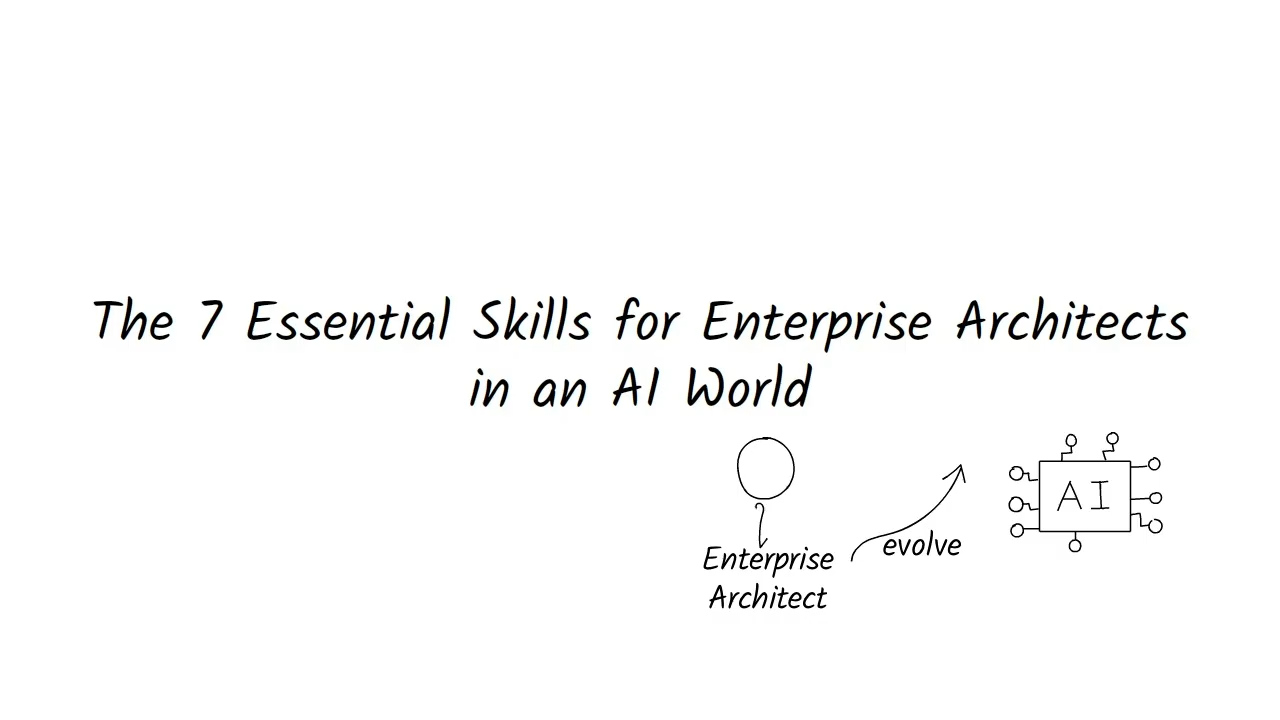 The 7 Essential Skills for Enterprise Architects
in an AI World
AI
evolve
Enterprise
Architect